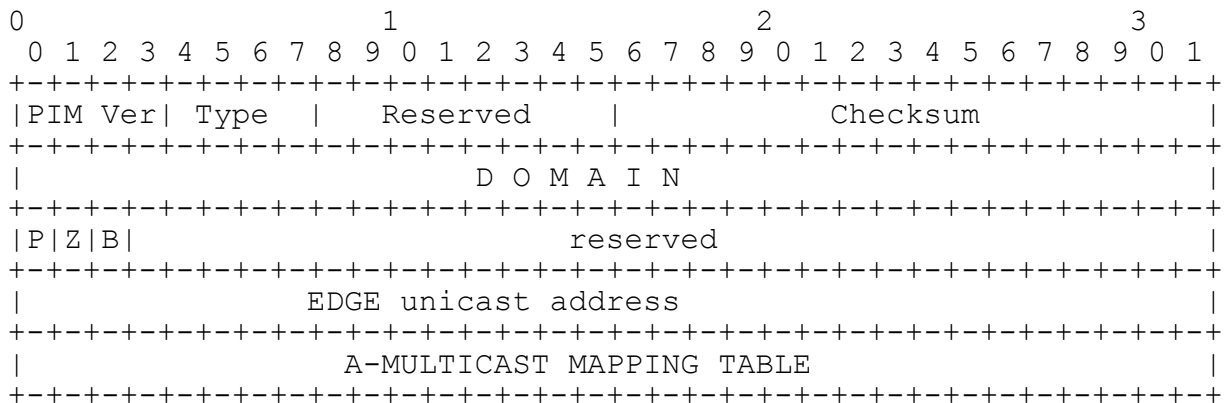 0                   1                   2                   3
 0 1 2 3 4 5 6 7 8 9 0 1 2 3 4 5 6 7 8 9 0 1 2 3 4 5 6 7 8 9 0 1
+-+-+-+-+-+-+-+-+-+-+-+-+-+-+-+-+-+-+-+-+-+-+-+-+-+-+-+-+-+-+-+-+
|PIM Ver| Type  |   Reserved    |           Checksum            |
+-+-+-+-+-+-+-+-+-+-+-+-+-+-+-+-+-+-+-+-+-+-+-+-+-+-+-+-+-+-+-+-+
|                        D O M A I N                            |
+-+-+-+-+-+-+-+-+-+-+-+-+-+-+-+-+-+-+-+-+-+-+-+-+-+-+-+-+-+-+-+-+
|P|Z|B|                       reserved                          |
+-+-+-+-+-+-+-+-+-+-+-+-+-+-+-+-+-+-+-+-+-+-+-+-+-+-+-+-+-+-+-+-+
|               EDGE unicast address                            |
+-+-+-+-+-+-+-+-+-+-+-+-+-+-+-+-+-+-+-+-+-+-+-+-+-+-+-+-+-+-+-+-+
|                 A-MULTICAST MAPPING TABLE                     |
+-+-+-+-+-+-+-+-+-+-+-+-+-+-+-+-+-+-+-+-+-+-+-+-+-+-+-+-+-+-+-+-+